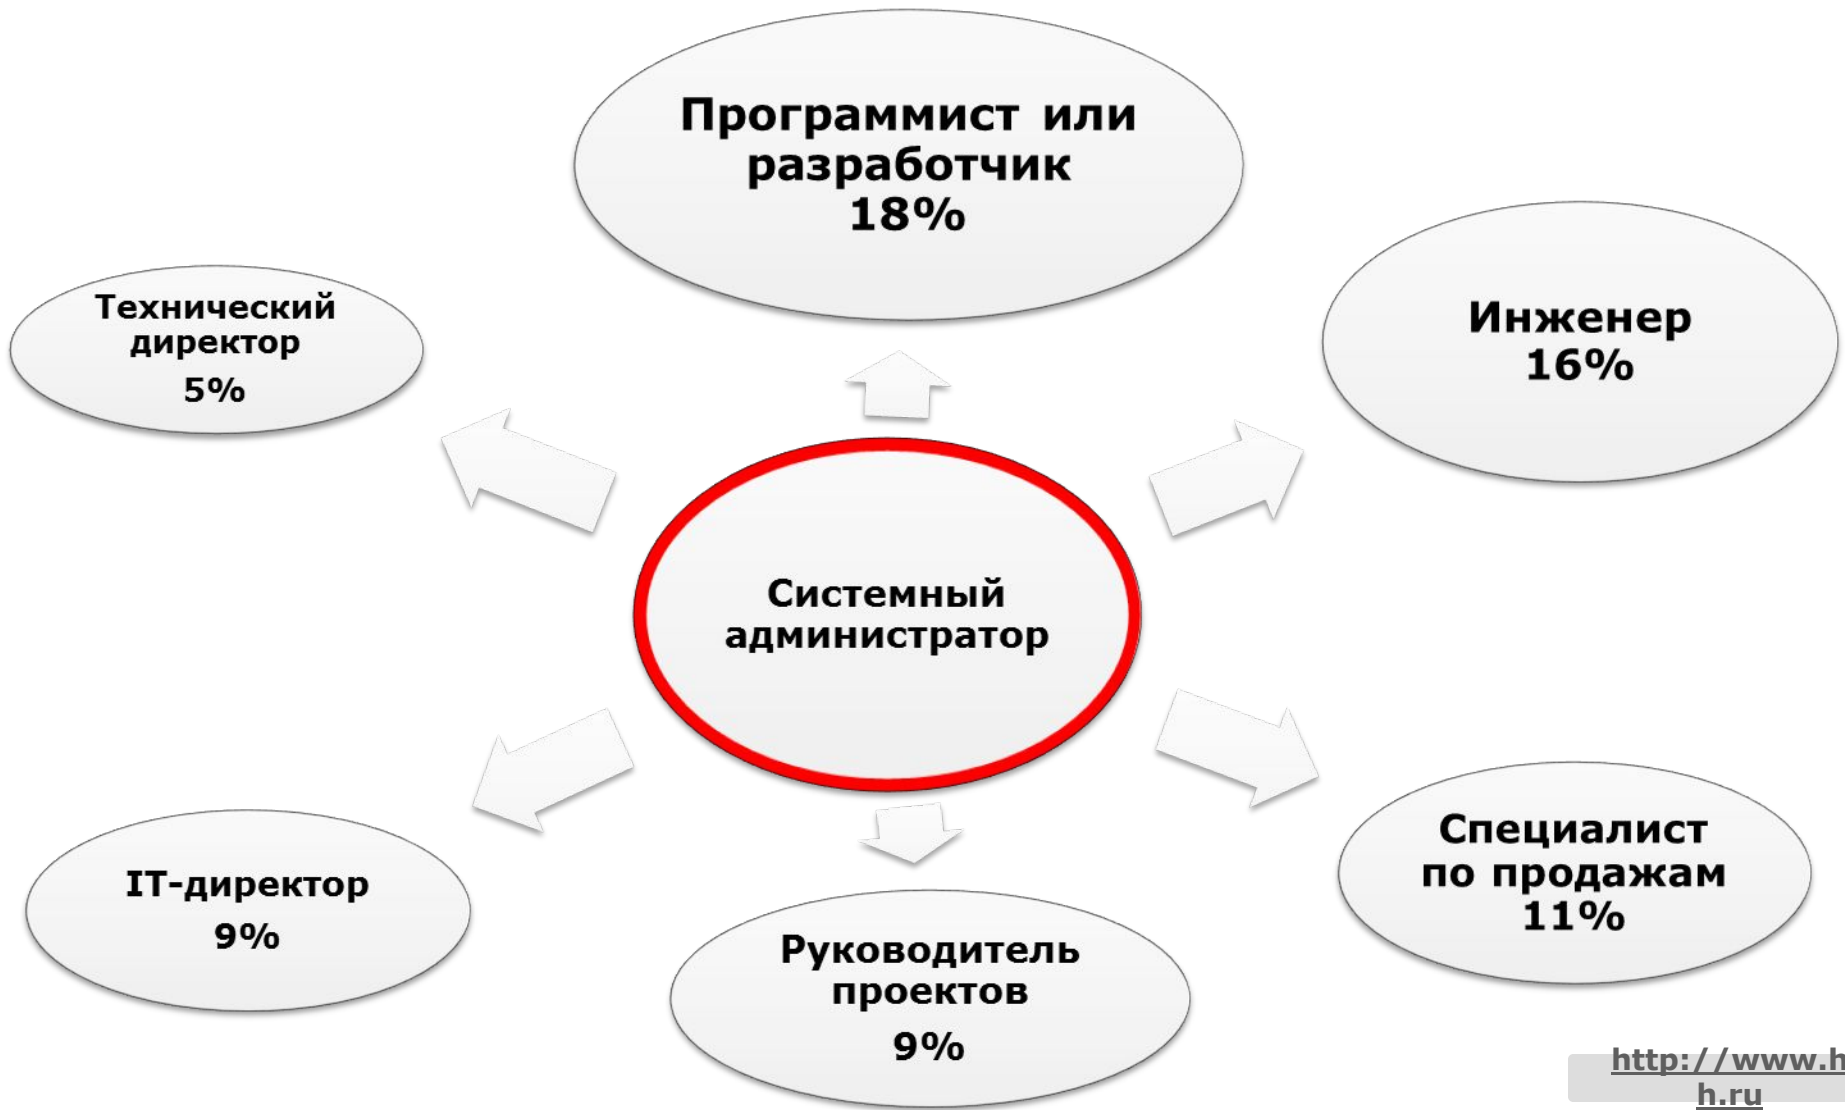 Программист или
разработчик
18%
Инженер
16%
Технический
директор
5%
Системный
администратор
Специалист
по продажам
11%
IT-директор
9%
Руководитель
проектов
9%
http://www.h
h.ru